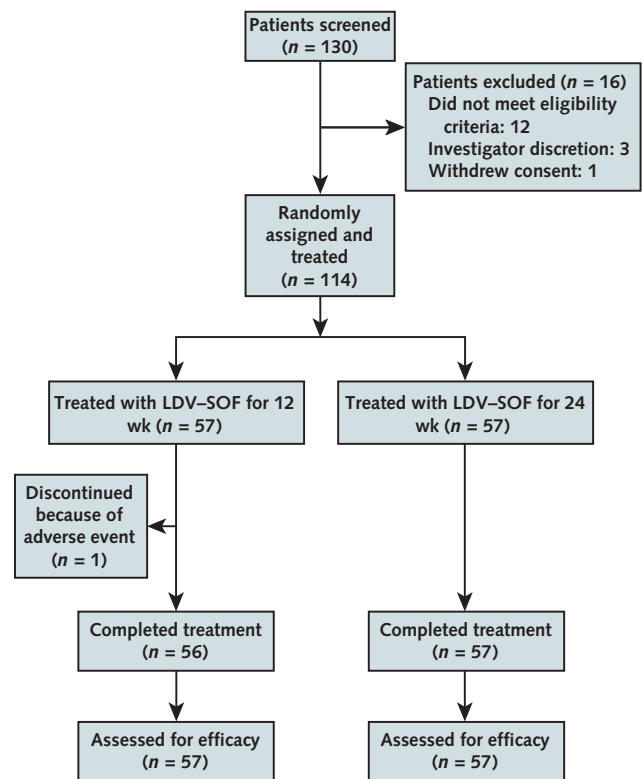 Patients screened
(n = 130)
Patients excluded (n = 16)
Did not meet eligibility
criteria: 12
Investigator discretion: 3
Withdrew consent: 1
Randomly
assigned and
treated
(n = 114)
Treated with LDV–SOF for 12
wk (n = 57)
Treated with LDV–SOF for 24
wk (n = 57)
Discontinued
because of
adverse event
(n = 1)
Completed treatment
(n = 56)
Completed treatment
(n = 57)
Assessed for efficacy
(n = 57)
Assessed for efficacy
(n = 57)